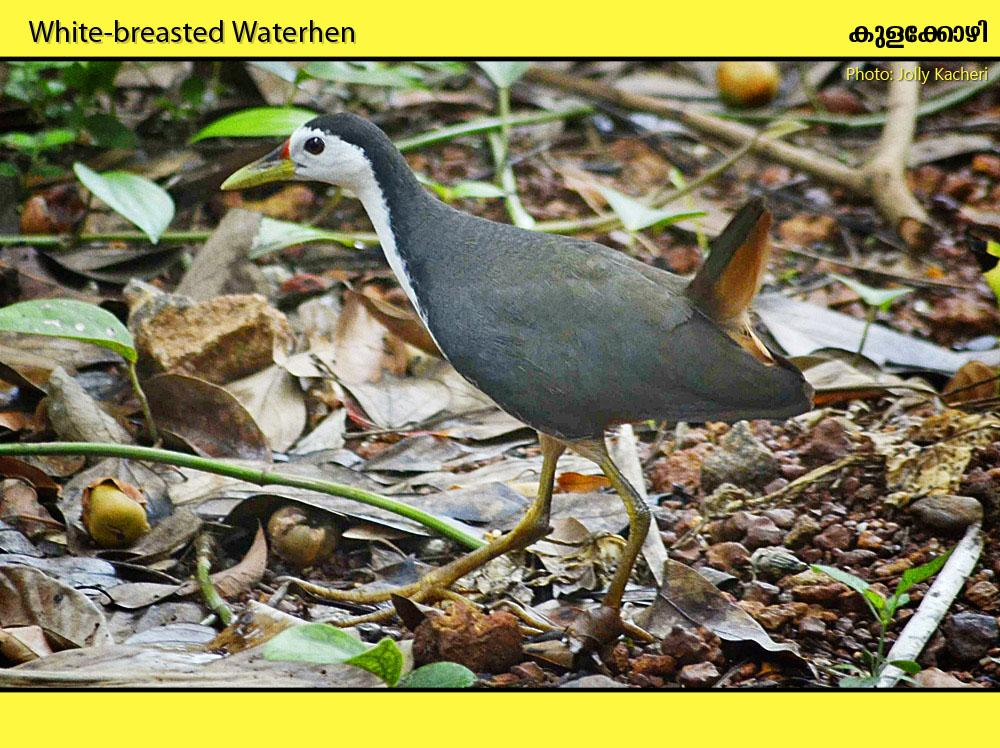 White-breasted Waterhen
കുളക്കോഴി
Photo: Jolly Kacheri